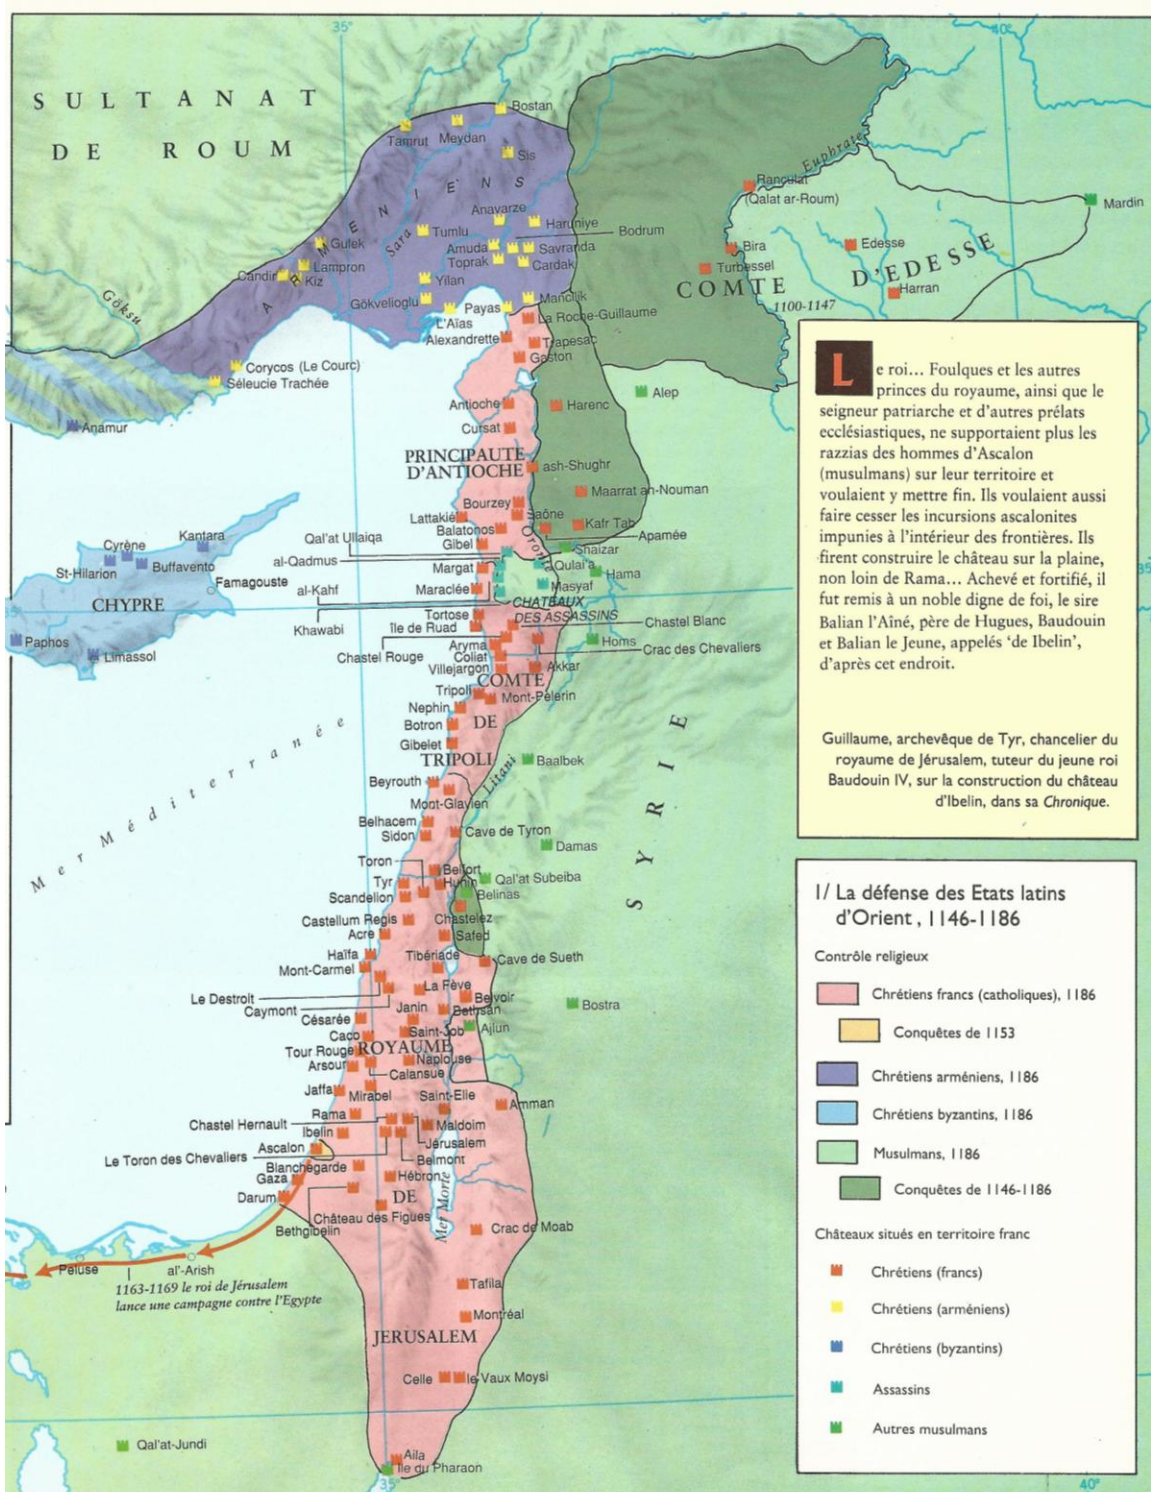 35°
40°
SULTANAT
DE ROUM
Bostan
Tamrut
Meydan
Sis
ARMENIENS
Sara
Euphrate
Ranculat
(Qalat ar-Roum)
Mardin
Anavarze
Haruniye
Gulek
Tumlu
Bodrum
Amuda
Savranda
Bira
Edesse
Toprak
Cardak
Turbessel
D'EDESSE
Candir
Lampron
Kiz
Yilan
COMTE
Harran
Göksu
Gökvelioglu
Mancilik
1100-1147
Payas
L'Aïas
La Roche-Guillaume
Alexandrette
Trapesac
Gaston
Corycos (Le Courc)
Séleucie Trachée
Alep
Antioche
Harenc
Anamur
Cursat
PRINCIPAUTE
D'ANTIOCHE
ash-Shughr
Maarrat an-Nouman
Bourzey
Saône
Lattakié
Kafr Tab
Balatonos
Oronte
Apamée
Kantara
Qal'at Ullaiqa
Gibel
Shaizar
Cyrène
al-Qadmus
Qulai'a
St-Hilarion
Buffavento
Margat
Hama
Famagouste
al-Kahf
Maraclée
Masyaf
CHYPRE
35°
35°
CHATEAUX
DES ASSASSINS
Khawabi
Tortose
Chastel Blanc
île de Ruad
Paphos
Limassol
Chastel Rouge
Aryma
Homs
Crac des Chevaliers
Coliat
Villejargon
Akkar
COMTE
Tripoli
Mont-Pèlerin
Nephin
DE
Botron
Gibelet
TRIPOLI
Baalbek
Litani
SYRIE
Mer Méditerranée
Beyrouth
Mont-Glavien
Belhacem
Sidon
Cave de Tyron
Damas
Toron
Belfort
Tyr
Hunin
Qal'at Subeiba
Scandelion
Belinas
Castellum Regis
Chastelez
Acre
Safed
Haïfa
Tibériade
Cave de Sueth
Mont-Carmel
Le Destroit
La Fève
Belvoir
Caymont
Janin
Bethsan
Bostra
Césarée
Ajlun
Caco
Saint-Job
Tour Rouge
ROYAUME
Naplouse
Arsour
Calansue
Jaffa
Mirabel
Saint-Elie
Amman
Rama
Chastel Hernault
Maldoim
Ibelin
Jérusalem
Ascalon
Le Toron des Chevaliers
Belmont
Blanchegarde
Gaza
Hébron
Darum
DE
Mer Morte
Château des Figues
Bethgibelin
Crac de Moab
Péluse
al'-Arish
1163-1169 le roi de Jérusalem
lance une campagne contre l'Egypte
Tafila
Montréal
JERUSALEM
Celle
le Vaux Moysi
Qal'at-Jundi
Aila
île du Pharaon
35°
40°
Le roi... Foulques et les autres
princes du royaume, ainsi que le
seigneur patriarche et d'autres prélats
ecclésiastiques, ne supportaient plus les
razzias des hommes d'Ascalon
(musulmans) sur leur territoire et
voulaient y mettre fin. Ils voulaient aussi
faire cesser les incursions ascalonites
impunies à l'intérieur des frontières. Ils
firent construire le château sur la plaine,
non loin de Rama... Achevé et fortifié, il
fut remis à un noble digne de foi, le sire
Balian l'Aîné, père de Hugues, Baudouin
et Balian le Jeune, appelés 'de Ibelin',
d'après cet endroit.
Guillaume, archevêque de Tyr, chancelier du
royaume de Jérusalem, tuteur du jeune roi
Baudouin IV, sur la construction du château
d'Ibelin, dans sa Chronique.
I/ La défense des Etats latins
d'Orient, 1146-1186
Contrôle religieux
Chrétiens francs (catholiques), 1186
Conquêtes de 1153
Chrétiens arméniens, 1186
Chrétiens byzantins, 1186
Musulmans, 1186
Conquêtes de 1146-1186
Châteaux situés en territoire franc
Chrétiens (francs)
Chrétiens (arméniens)
Chrétiens (byzantins)
Assassins
Autres musulmans